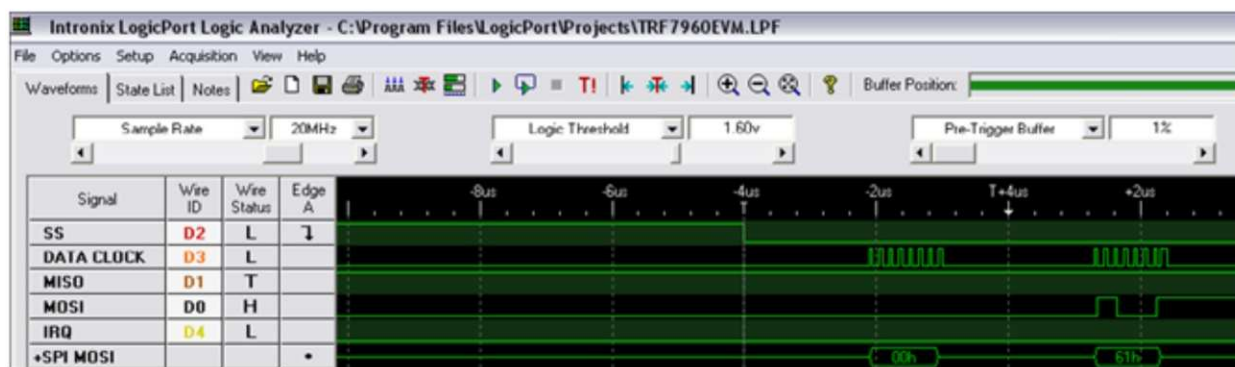 Intronix LogicPort Logic Analyzer - C:\Program Files\LogicPort\Projects\TRF7960EVM.LPF
File Options Setup Acquisition View Help
Waveforms State List Notes T! T Buffer Position:
Sample Rate 20MHz Logic Threshold 1.60v Pre-Trigger Buffer 1%
Signal Wire ID Wire Status Edge A -8us -6us -4us -2us T+4us +2us
T
SS D2 L
DATA CLOCK D3 L
MISO D1 T
MOSI D0 H
IRQ D4 L
+SPI MOSI 00h 61h